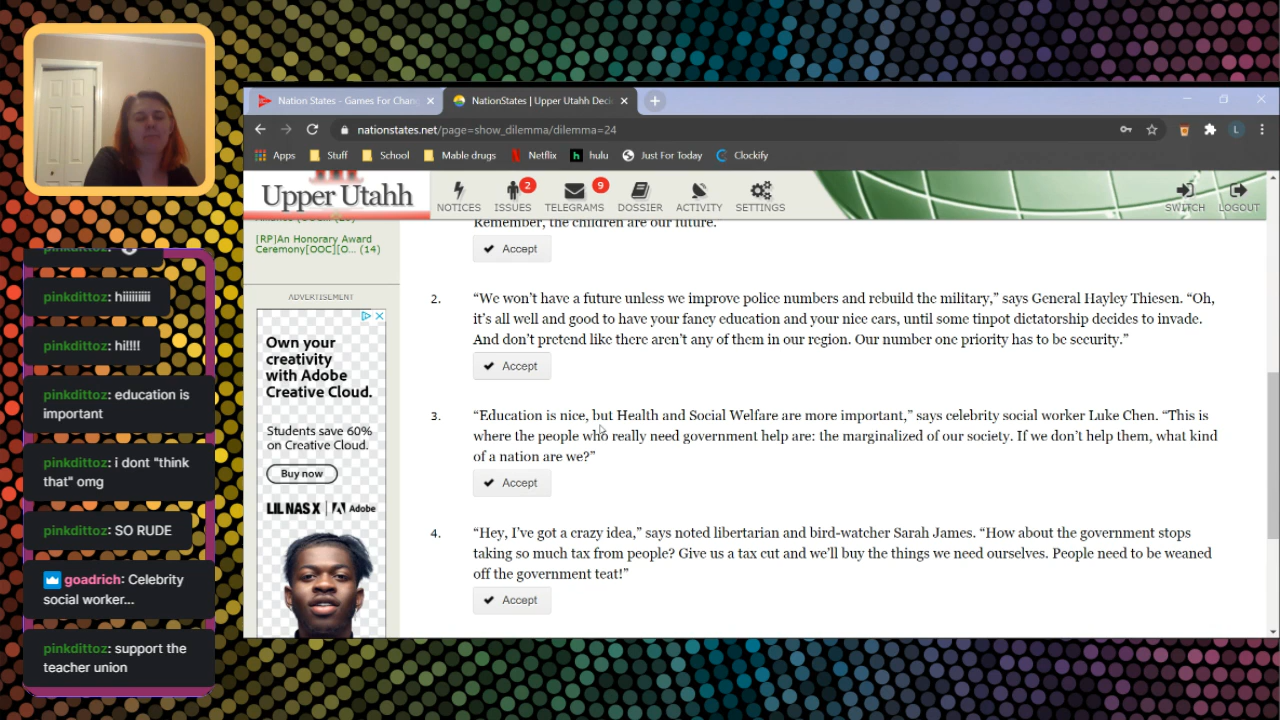 Nation States - Games For Chan
NationStates | Upper Utahh Deci
nationstates.net/page=show_dilemma/dilemma=24
Apps
Stuff
School
Mable drugs
Netflix
hulu
Just For Today
Clockify
Upper Utahh
NOTICES
2
ISSUES
9
TELEGRAMS
DOSSIER
ACTIVITY
SETTINGS
SWITCH
LOGOUT
[RP]An Honorary Award
Ceremony[OOC][O... (14)
ADVERTISEMENT
Own your
creativity
with Adobe
Creative Cloud.
Students save 60%
on Creative Cloud.
Buy now
LIL NAS X | Adobe
Remember, the children are our future.
Accept
2. “We won’t have a future unless we improve police numbers and rebuild the military,” says General Hayley Thiesen. “Oh,
it’s all well and good to have your fancy education and your nice cars, until some tinpot dictatorship decides to invade.
And don’t pretend like there aren’t any of them in our region. Our number one priority has to be security.”
Accept
3. “Education is nice, but Health and Social Welfare are more important,” says celebrity social worker Luke Chen. “This is
where the people who really need government help are: the marginalized of our society. If we don’t help them, what kind
of a nation are we?”
Accept
4. “Hey, I’ve got a crazy idea,” says noted libertarian and bird-watcher Sarah James. “How about the government stops
taking so much tax from people? Give us a tax cut and we’ll buy the things we need ourselves. People need to be weaned
off the government teat!”
Accept
pinkdittoz:
pinkdittoz: hiiiiiiiii
pinkdittoz: hi!!!!
pinkdittoz: education is
important
pinkdittoz: i dont "think
that" omg
pinkdittoz: SO RUDE
goadrich: Celebrity
social worker...
pinkdittoz: support the
teacher union